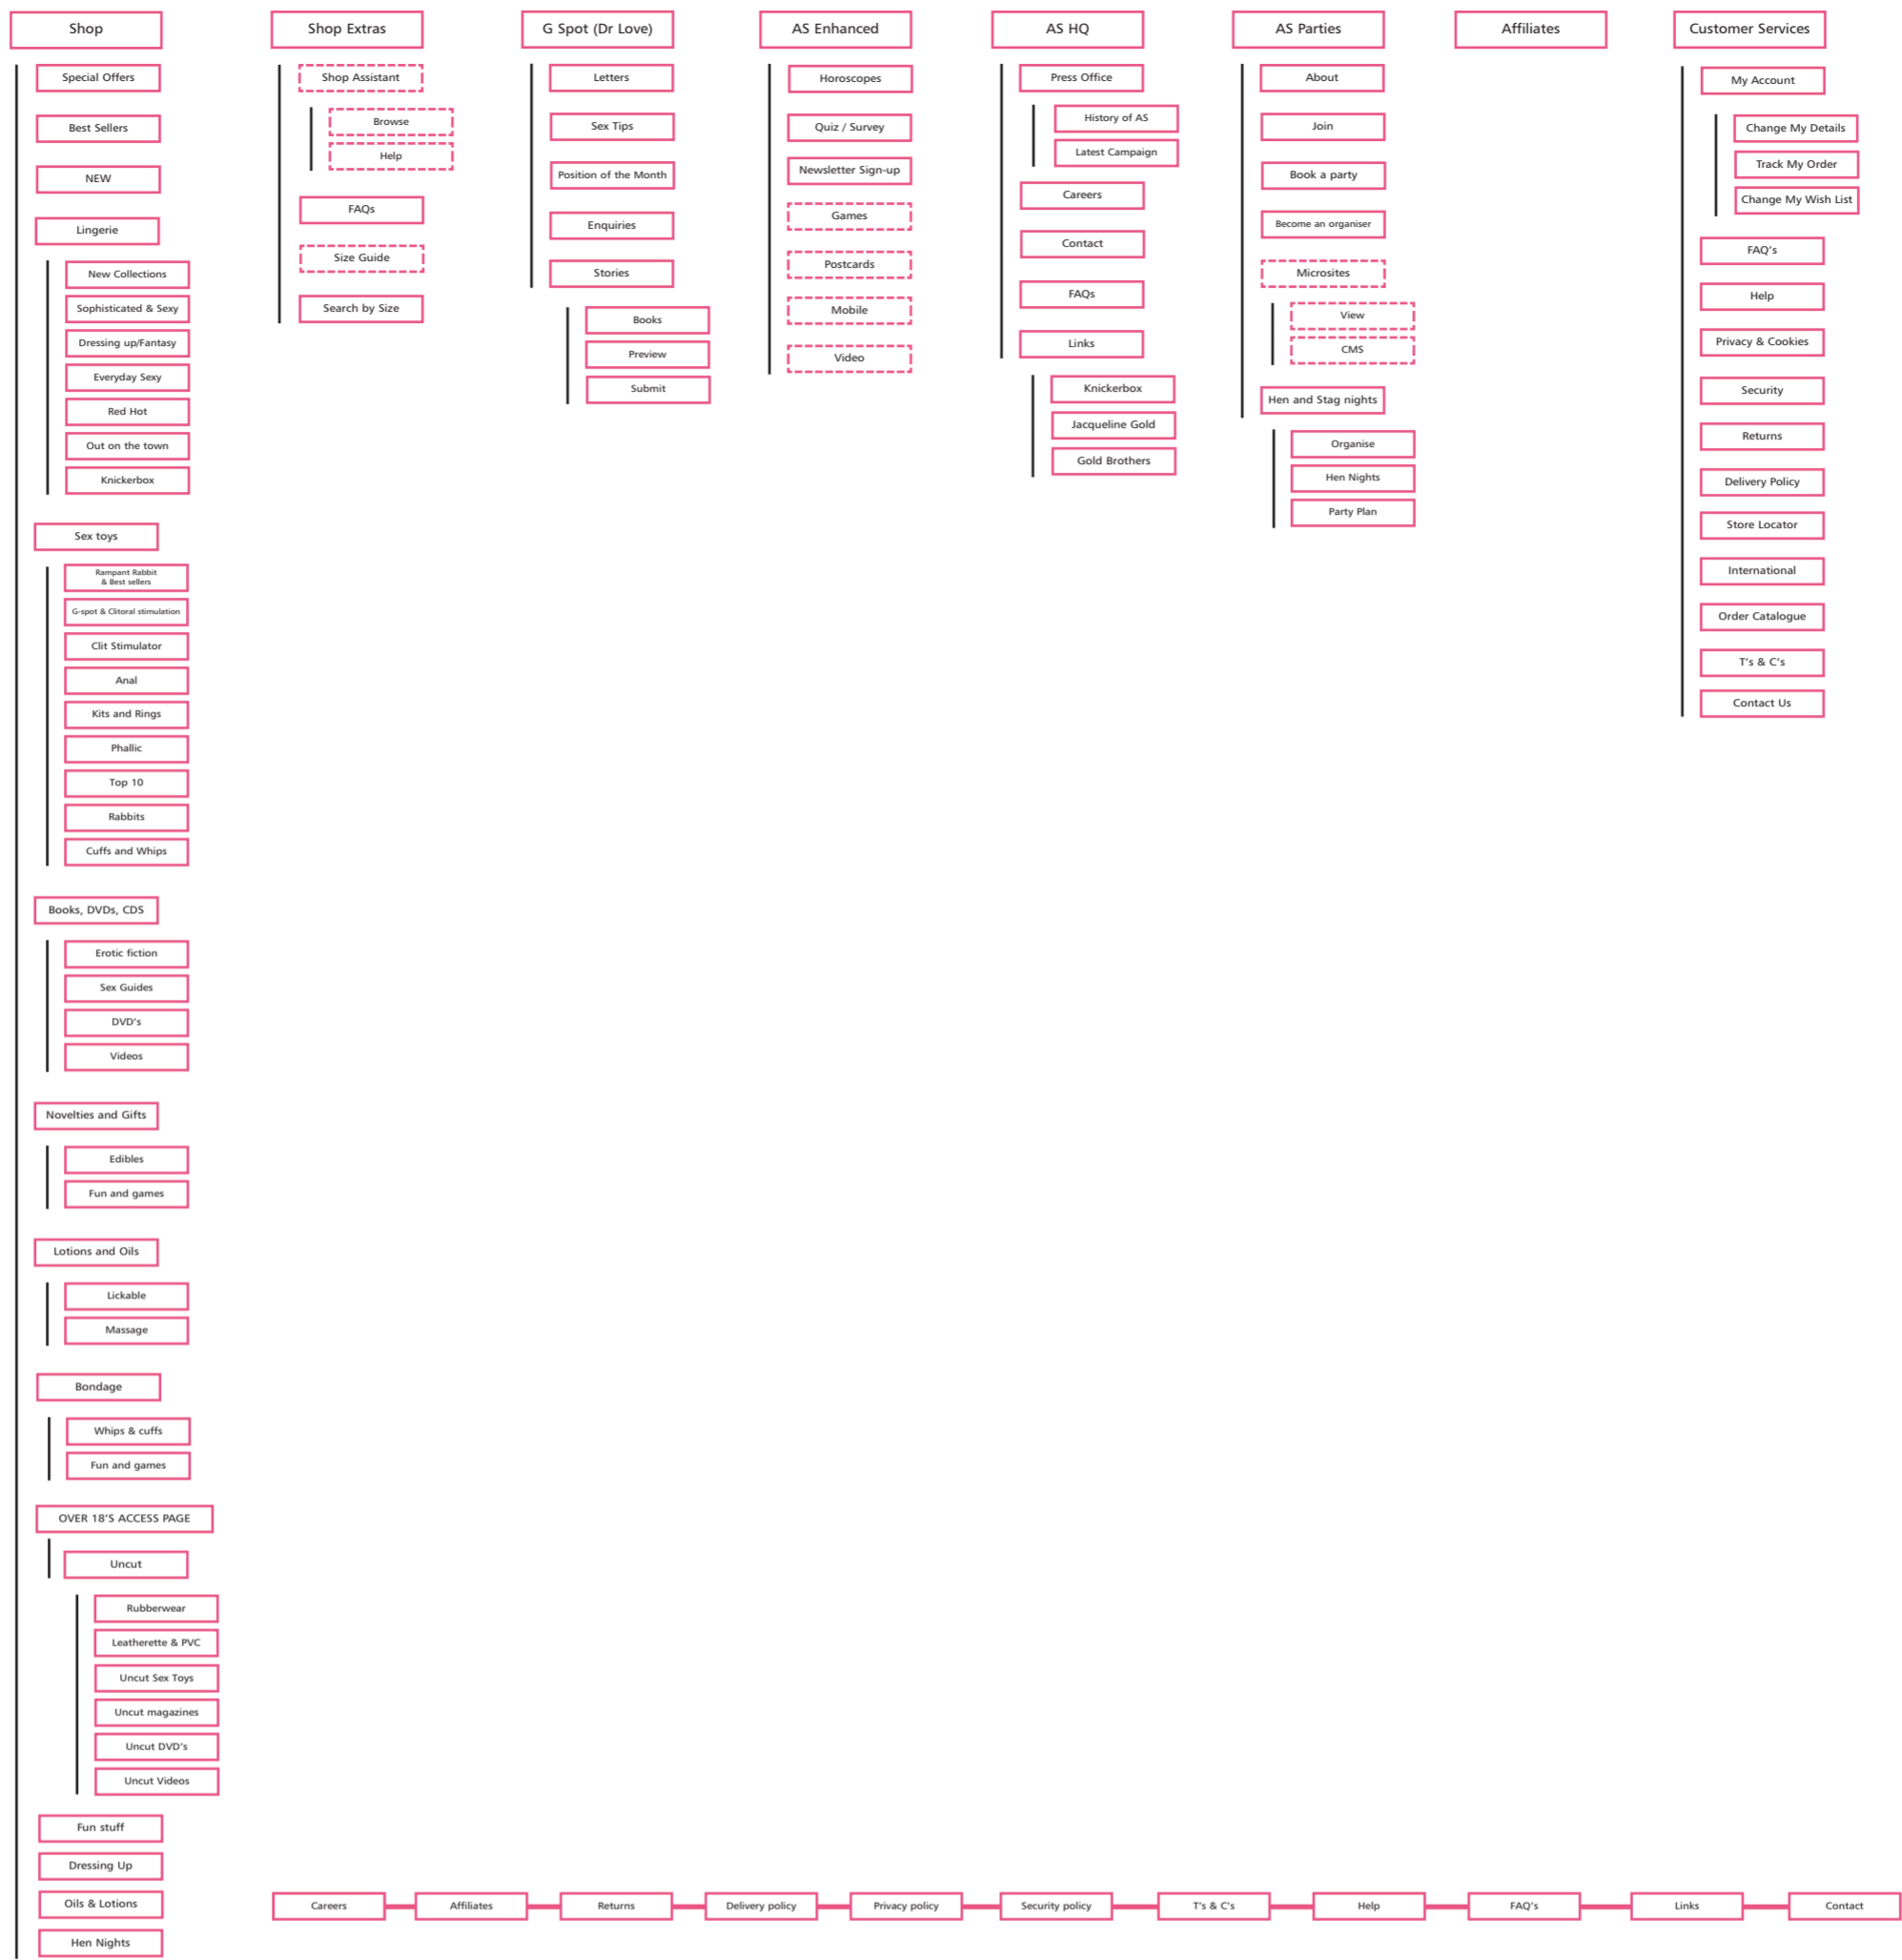 Shop
Special Offers
Best Sellers
NEW
Lingerie
New Collections
Sophisticated & Sexy
Dressing up/Fantasy
Everyday Sexy
Red Hot
Out on the town
Knickerbox
Sex toys
Rampant Rabbit
& Best sellers
G-spot & Clitoral stimulation
Clit Stimulator
Anal
Kits and Rings
Phallic
Top 10
Rabbits
Cuffs and Whips
Books, DVDs, CDS
Erotic fiction
Sex Guides
DVD's
Videos
Novelties and Gifts
Edibles
Fun and games
Lotions and Oils
Lickable
Massage
Bondage
Whips & cuffs
Fun and games
OVER 18'S ACCESS PAGE
Uncut
Rubberwear
Leatherette & PVC
Uncut Sex Toys
Uncut magazines
Uncut DVD's
Uncut Videos
Fun stuff
Dressing Up
Oils & Lotions
Hen Nights
Shop Extras
Shop Assistant
Browse
Help
FAQs
Size Guide
Search by Size
G Spot (Dr Love)
Letters
Sex Tips
Position of the Month
Enquiries
Stories
Books
Preview
Submit
AS Enhanced
Horoscopes
Quiz / Survey
Newsletter Sign-up
Games
Postcards
Mobile
Video
AS HQ
Press Office
History of AS
Latest Campaign
Careers
Contact
FAQs
Links
Knickerbox
Jacqueline Gold
Gold Brothers
AS Parties
About
Join
Book a party
Become an organiser
Microsites
View
CMS
Hen and Stag nights
Organise
Hen Nights
Party Plan
Affiliates
Customer Services
My Account
Change My Details
Track My Order
Change My Wish List
FAQ's
Help
Privacy & Cookies
Security
Returns
Delivery Policy
Store Locator
International
Order Catalogue
T's & C's
Contact Us
Careers
Affiliates
Returns
Delivery policy
Privacy policy
Security policy
T's & C's
Help
FAQ's
Links
Contact